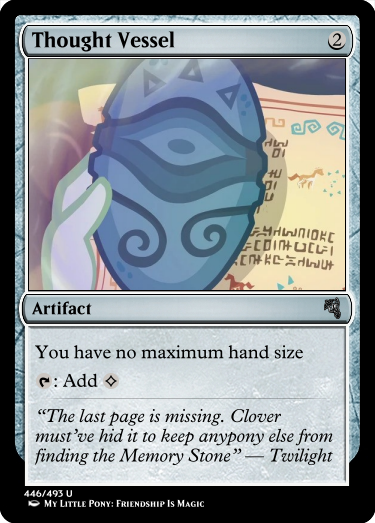 Thought Vessel 2
Artifact
You have no maximum hand size
: Add
“The last page is missing. Clover
must’ve hid it to keep anypony else from
finding the Memory Stone” — Twilight
446/493 U
My Little Pony: Friendship Is Magic